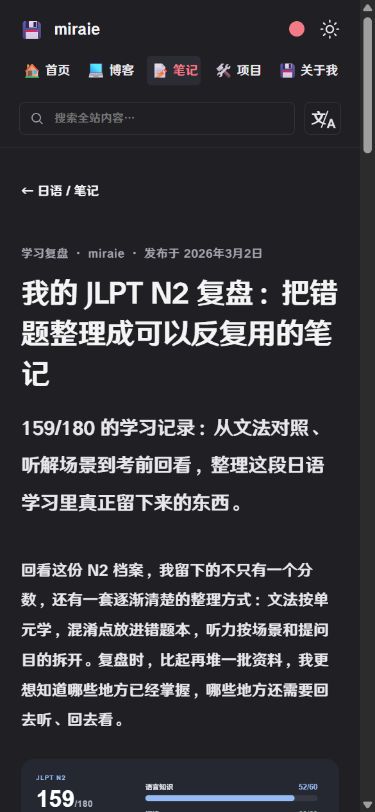 miraie
首页 博客 笔记 项目 关于我
搜索全站内容…
文A
← 日语 / 笔记
学习复盘 · miraie · 发布于 2026年3月2日
我的 JLPT N2 复盘：把错
题整理成可以反复用的笔
记
159/180 的学习记录：从文法对照、
听解场景到考前回看，整理这段日语
学习里真正留下来的东西。
回看这份 N2 档案，我留下的不只有一个分
数，还有一套逐渐清楚的整理方式：文法按单
元学，混淆点放进错题本，听力按场景和提问
目的拆开。复盘时，比起再堆一批资料，我更
想知道哪些地方已经掌握，哪些地方还需要回
去听、回去看。
JLPT N2
159/180
语言知识 52/60